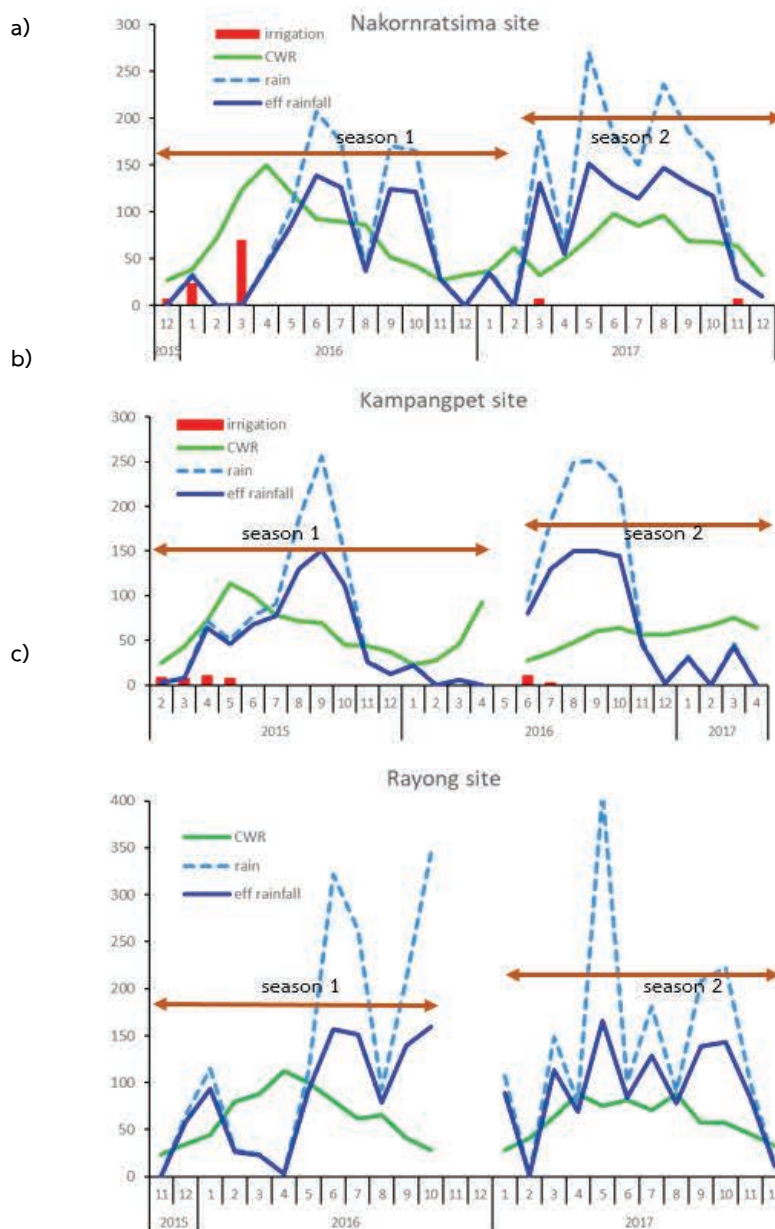 a)
Nakornratsima site
irrigation
CWR
rain
eff rainfall
season 1
season 2
300
250
200
150
100
50
0
12 1 2 3 4 5 6 7 8 9 10 11 12 1 2 3 4 5 6 7 8 9 10 11 12
2015 2016 2017
b)
Kampangpet site
irrigation
CWR
rain
eff rainfall
season 1
season 2
300
250
200
150
100
50
0
2 3 4 5 6 7 8 9 10 11 12 1 2 3 4 5 6 7 8 9 10 11 12 1 2 3 4
2015 2016 2017
c)
Rayong site
CWR
rain
eff rainfall
season 1
season 2
400
350
300
250
200
150
100
50
0
11 12 1 2 3 4 5 6 7 8 9 10 11 12 1 2 3 4 5 6 7 8 9 10 11
2015 2016 2017